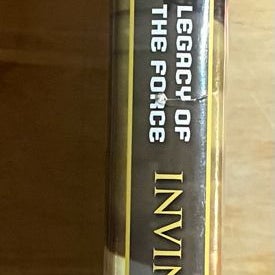 LEGACY OF
THE FORCE
INVIN